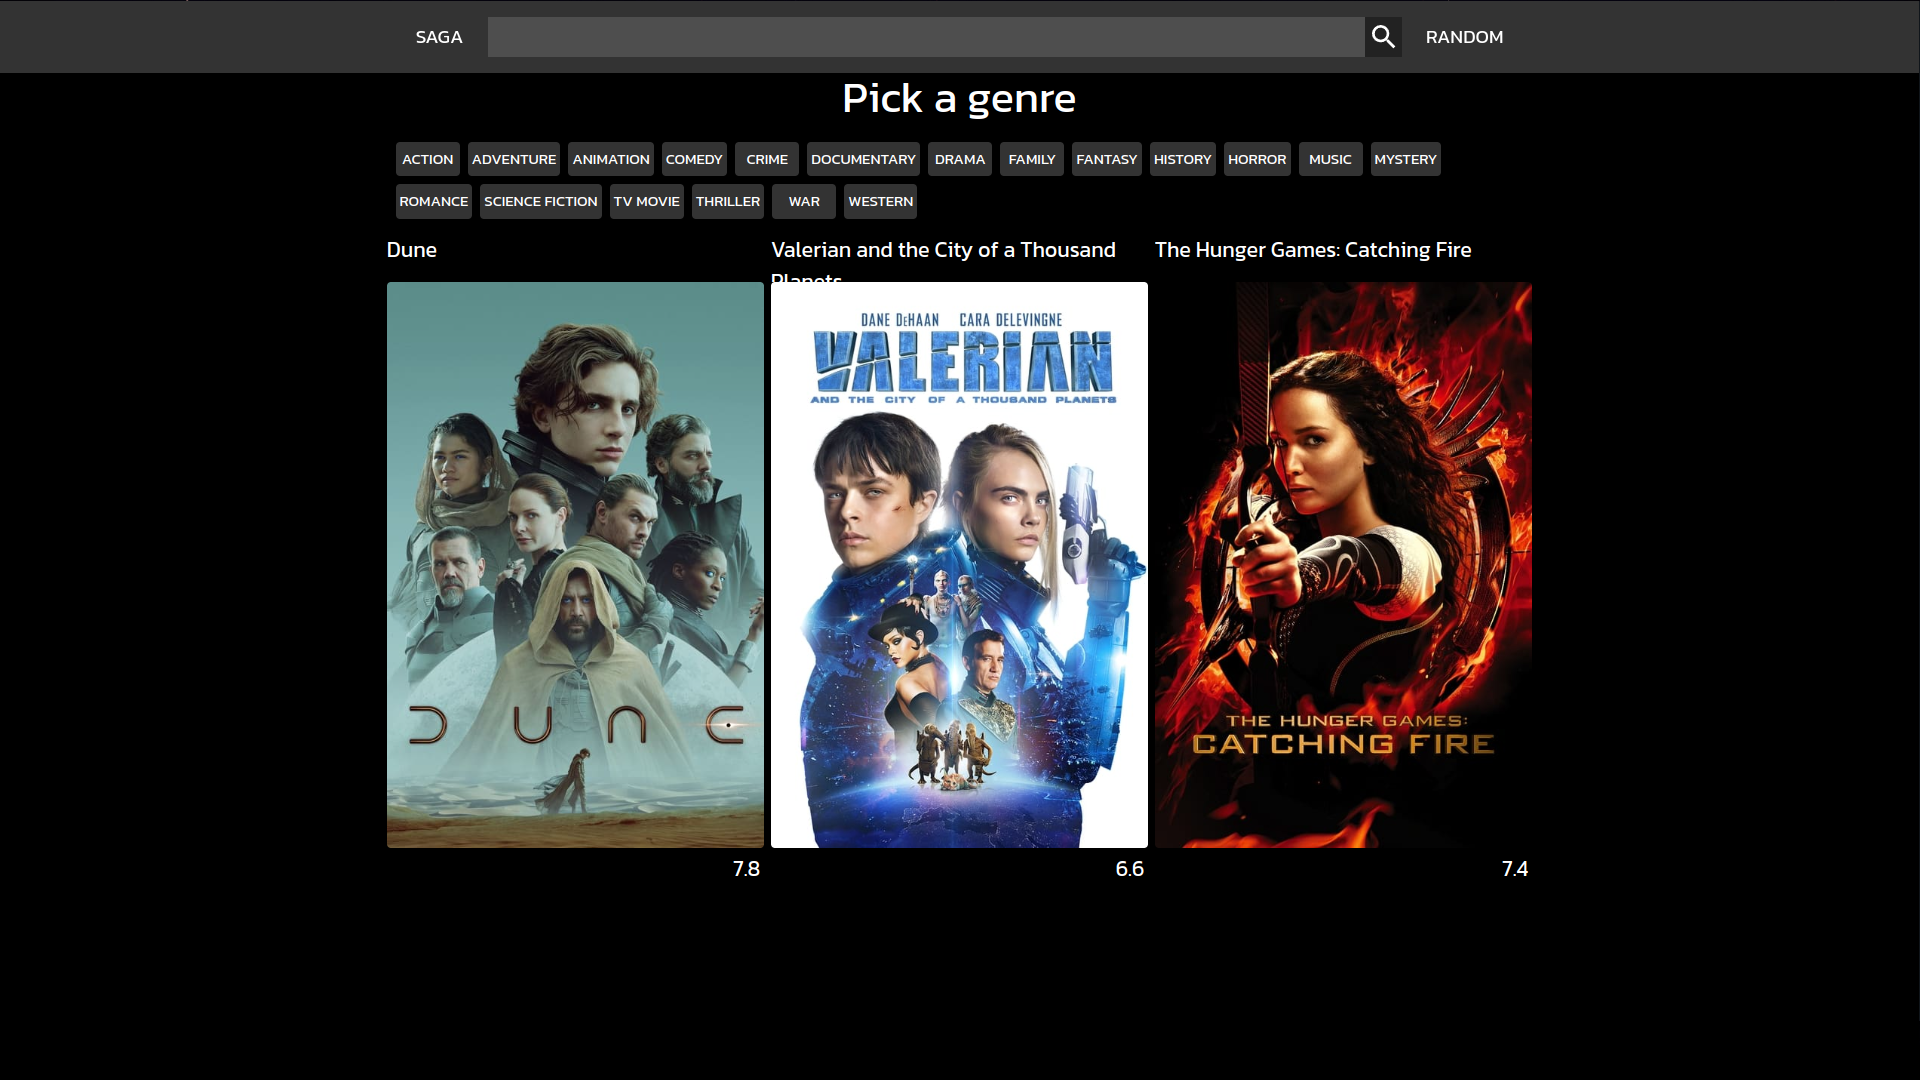 SAGA
RANDOM
Pick a genre
ACTION ADVENTURE ANIMATION COMEDY CRIME DOCUMENTARY DRAMA FAMILY FANTASY HISTORY HORROR MUSIC MYSTERY
ROMANCE SCIENCE FICTION TV MOVIE THRILLER WAR WESTERN
Dune
Valerian and the City of a Thousand
Planets
The Hunger Games: Catching Fire
DUNE
DANE DeHAAN CARA DELEVINGNE
VALERIAN
AND THE CITY OF A THOUSAND PLANETS
THE HUNGER GAMES:
CATCHING FIRE
7.8
6.6
7.4